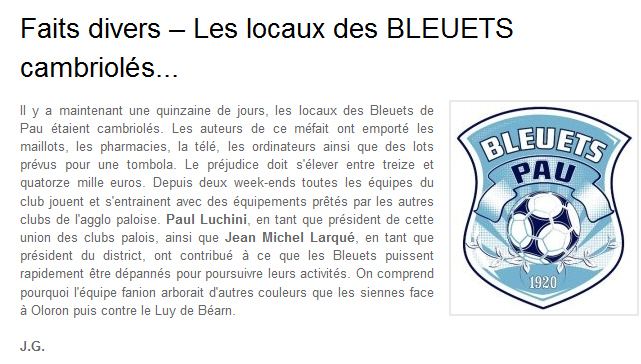 Faits divers – Les locaux des BLEUETS
cambriolés...
Il y a maintenant une quinzaine de jours, les locaux des Bleuets de
Pau étaient cambriolés. Les auteurs de ce méfait ont emporté les
maillots, les pharmacies, la télé, les ordinateurs ainsi que des lots
prévus pour une tombola. Le préjudice doit s'élever entre treize et
quatorze mille euros. Depuis deux week-ends toutes les équipes du
club jouent et s'entrainent avec des équipements prêtés par les autres
clubs de l'agglo paloise. Paul Luchini, en tant que président de cette
union des clubs palois, ainsi que Jean Michel Larqué, en tant que
président du district, ont contribué à ce que les Bleuets puissent
rapidement être dépannés pour poursuivre leurs activités. On comprend
pourquoi l'équipe fanion arborait d'autres couleurs que les siennes face
à Oloron puis contre le Luy de Béarn.
J.G.
BLEUETS
PAU
1920